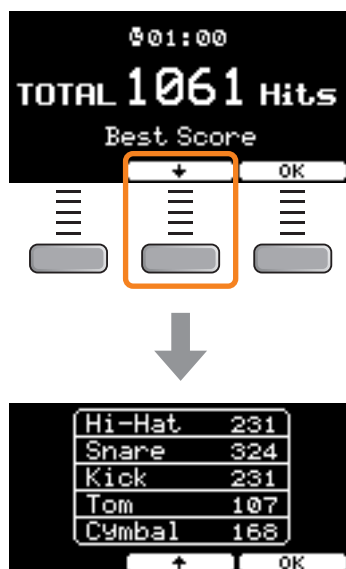 01:00
TOTAL 1061 Hits
Best Score
↓ OK
Hi-Hat 231
Snare 324
Kick 231
Tom 107
Cymbal 168
↑ OK